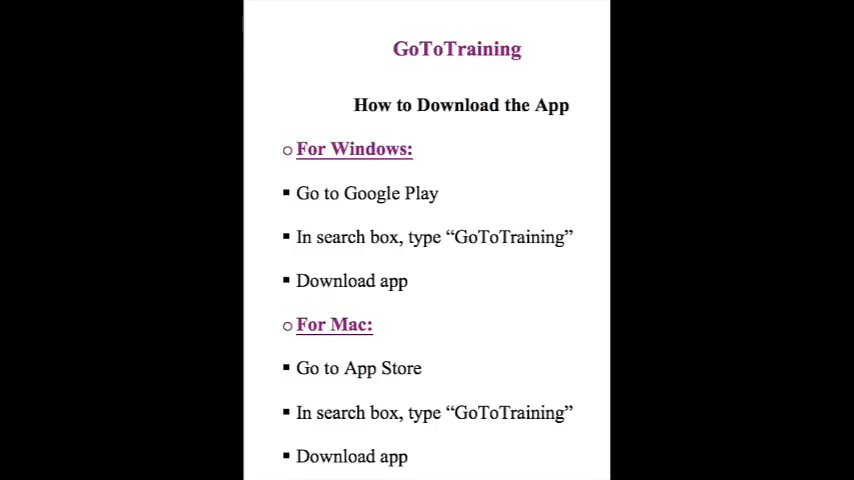 GoToTraining
How to Download the App
o For Windows:
▪ Go to Google Play
▪ In search box, type “GoToTraining”
▪ Download app
o For Mac:
▪ Go to App Store
▪ In search box, type “GoToTraining”
▪ Download app